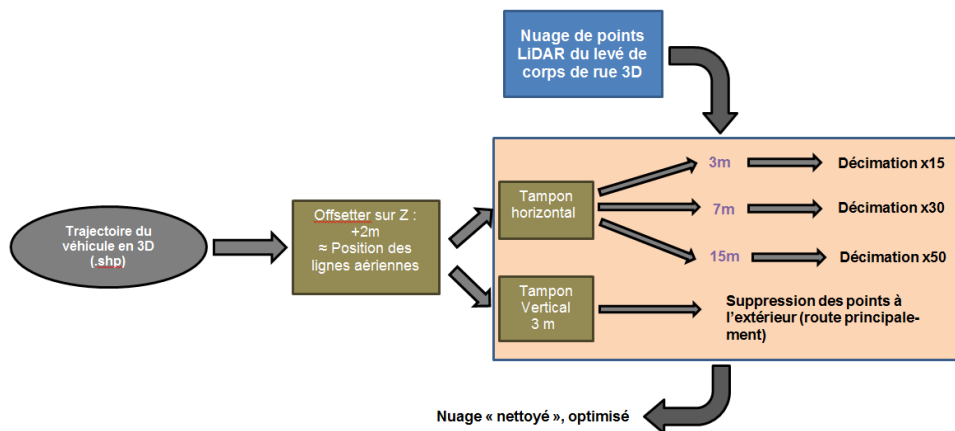 Nuage de points
LiDAR du levé de
corps de rue 3D
Trajectoire du
véhicule en 3D
(.shp)
Offsetter sur Z :
+2m
≈ Position des
lignes aériennes
Tampon
horizontal
3m
Décimation x15
7m
Décimation x30
15m
Décimation x50
Tampon
Vertical
3 m
Suppression des points à
l'extérieur (route principale-
ment)
Nuage « nettoyé », optimisé